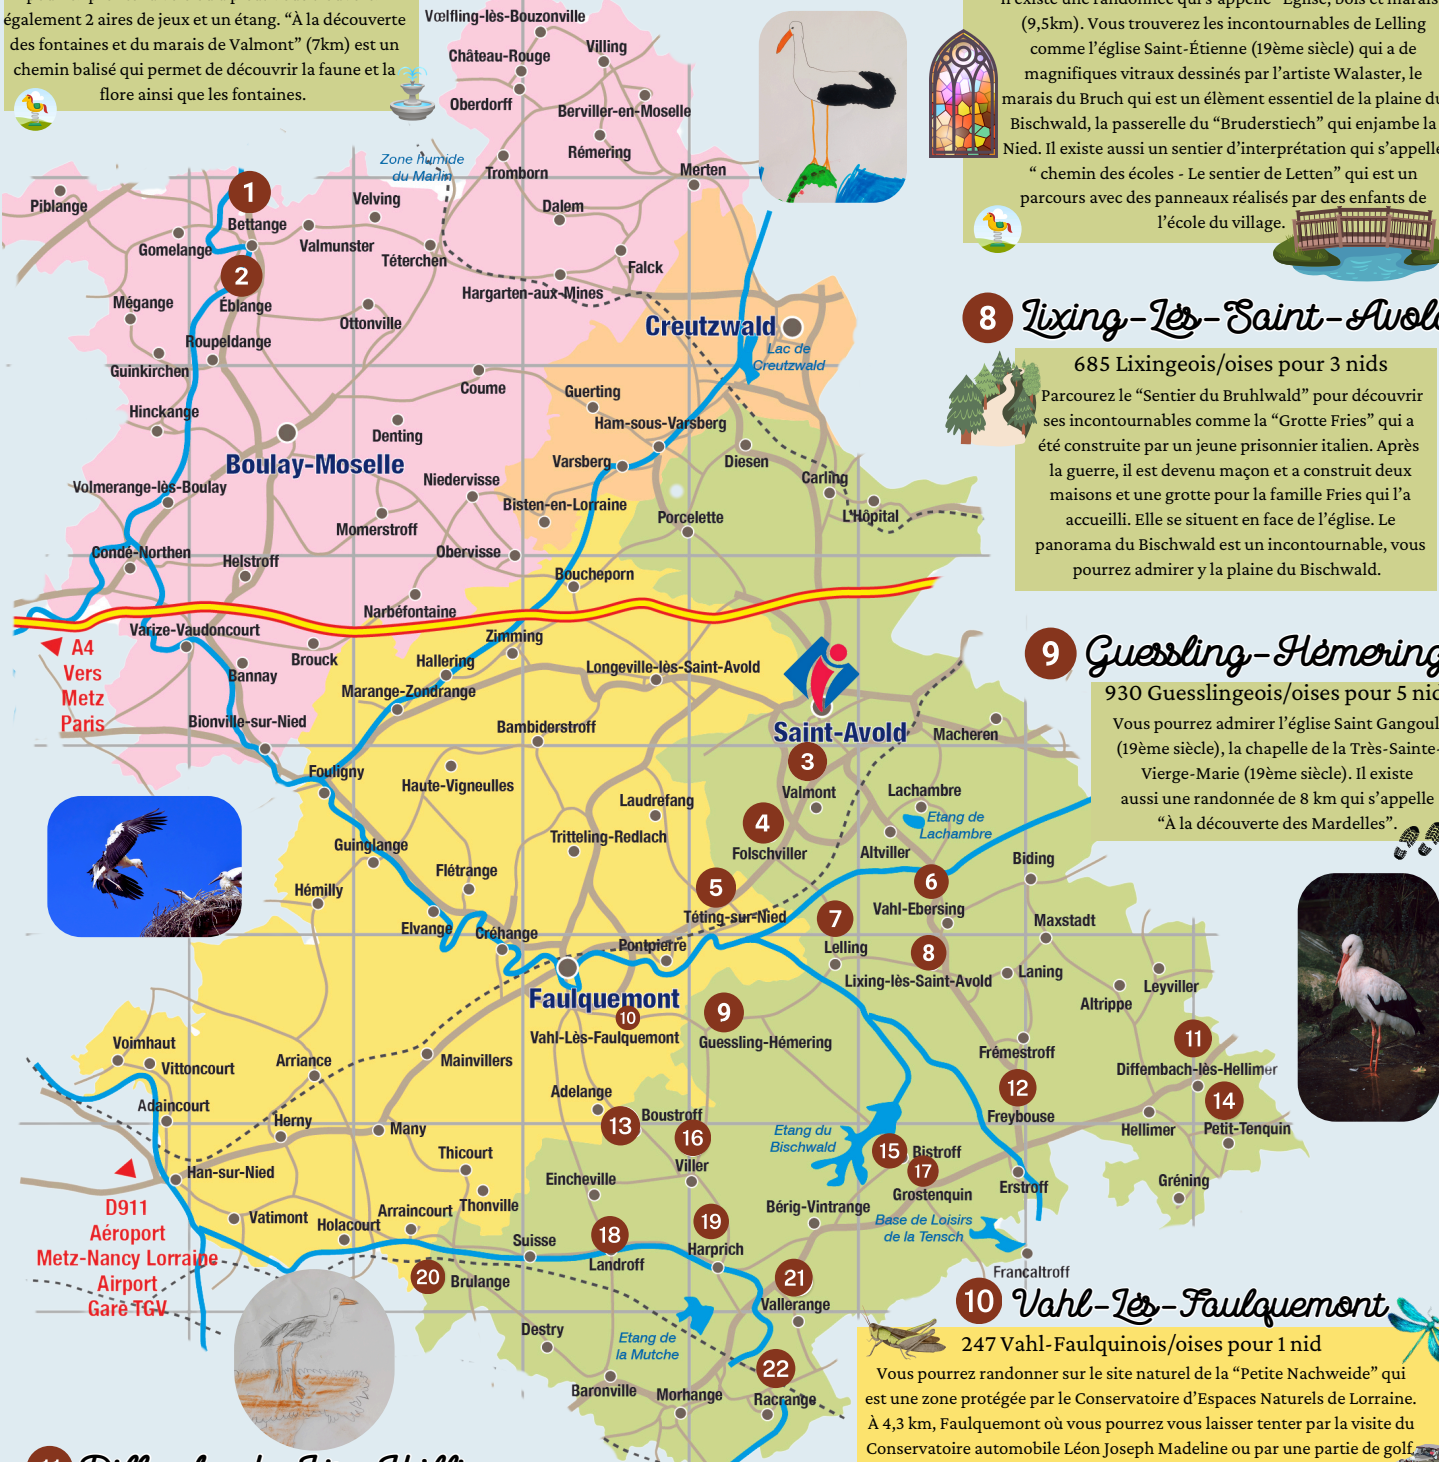 également 2 aires de jeux et un étang. “À la découverte
des fontaines et du marais de Valmont” (7km) est un
chemin balisé qui permet de découvrir la faune et la
flore ainsi que les fontaines.
(9,5km). Vous trouverez les incontournables de Lelling
comme l’église Saint-Étienne (19ème siècle) qui a de
magnifiques vitraux dessinés par l’artiste Walaster, le
marais du Bruch qui est un élèment essentiel de la plaine du
Bischwald, la passerelle du “Bruderstiech” qui enjambe la
Nied. Il existe aussi un sentier d’interprétation qui s’appelle
“ chemin des écoles - Le sentier de Letten” qui est un
parcours avec des panneaux réalisés par des enfants de
l’école du village.
8 Lixing-Lès-Saint-Avold
685 Lixingeois/oises pour 3 nids
Parcourez le “Sentier du Bruhlwald” pour découvrir
ses incontournables comme la “Grotte Fries” qui a
été construite par un jeune prisonnier italien. Après
la guerre, il est devenu maçon et a construit deux
maisons et une grotte pour la famille Fries qui l’a
accueilli. Elle se situent en face de l’église. Le
panorama du Bischwald est un incontournable, vous
pourrez admirer y la plaine du Bischwald.
9 Guessling-Hémering
930 Guesslingeois/oises pour 5 nid
Vous pourrez admirer l’église Saint Gangoul
(19ème siècle), la chapelle de la Très-Sainte-
Vierge-Marie (19ème siècle). Il existe
aussi une randonnée de 8 km qui s’appelle
“À la découverte des Mardelles”.
10 Vahl-Lès-Faulquemont
247 Vahl-Faulquinois/oises pour 1 nid
Vous pourrez randonner sur le site naturel de la “Petite Nachweide” qui
est une zone protégée par le Conservatoire d’Espaces Naturels de Lorraine.
À 4,3 km, Faulquemont où vous pourrez vous laisser tenter par la visite du
Conservatoire automobile Léon Joseph Madeline ou par une partie de golf.
Vœlfling-lès-Bouzonville
Château-Rouge
Villing
Oberdorff
Berviller-en-Moselle
Rémering
Zone humide
du Marlin
Tromborn
Merten
Piblange
1
Bettange
Velving
Dalem
Gomelange
Valmunster
Téterchen
Falck
2
Éblange
Mégange
Ottonville
Hargarten-aux-Mines
Creutzwald
Lac de
Creutzwald
Roupeldange
Guinkirchen
Coume
Guerting
Hinckange
Denting
Ham-sous-Varsberg
Boulay-Moselle
Varsberg
Diesen
Volmerange-lès-Boulay
Niedervisse
Carling
Bisten-en-Lorraine
Momerstroff
Porcelette
L'Hôpital
Condé-Northen
Helstroff
Obervisse
Boucheporn
Narbéfontaine
Varize-Vaudoncourt
Zimming
A4
Vers
Metz
Paris
Brouck
Bannay
Hallering
Longeville-lès-Saint-Avold
Marange-Zondrange
Bionville-sur-Nied
Bambiderstroff
Saint-Avold
Macheren
3
Valmont
Fouligny
Haute-Vigneulles
Laudrefang
Lachambre
Etang de
Lachambre
4
Folschviller
Tritteling-Redlach
Guinglange
Altviller
Biding
Flétrange
Hémilly
5
Téting-sur-Nied
6
Vahl-Ebersing
Elvange
Créhange
Pontpierre
7
Lelling
8
Lixing-lès-Saint-Avold
Maxstadt
Laning
Altrippe
Leyviller
Faulquemont
10
Vahl-Lès-Faulquemont
9
Guessling-Hémering
Voimhaut
Vittoncourt
Arriance
Mainvillers
Frémestroff
11
Diffembach-lès-Hellimer
Adaincourt
Adelange
Boustroff
13
12
Freybouse
14
Petit-Tenquin
Herny
Many
16
Viller
Etang du
Bischwald
15
Bistroff
17
Grostenquin
Hellimer
Han-sur-Nied
Thicourt
Eincheville
Erstroff
Gréning
D911
Aéroport
Metz-Nancy Lorraine
Airport
Gare TGV
Vatimont
Holacourt
Arraincourt
Thonville
Bérig-Vintrange
Base de Loisirs
de la Tensch
Suisse
18
Landroff
19
Harprich
Francaltroff
20
Brulange
21
Vallerange
Destry
Etang de
la Mutche
22
Racrange
Baronville
Morhange